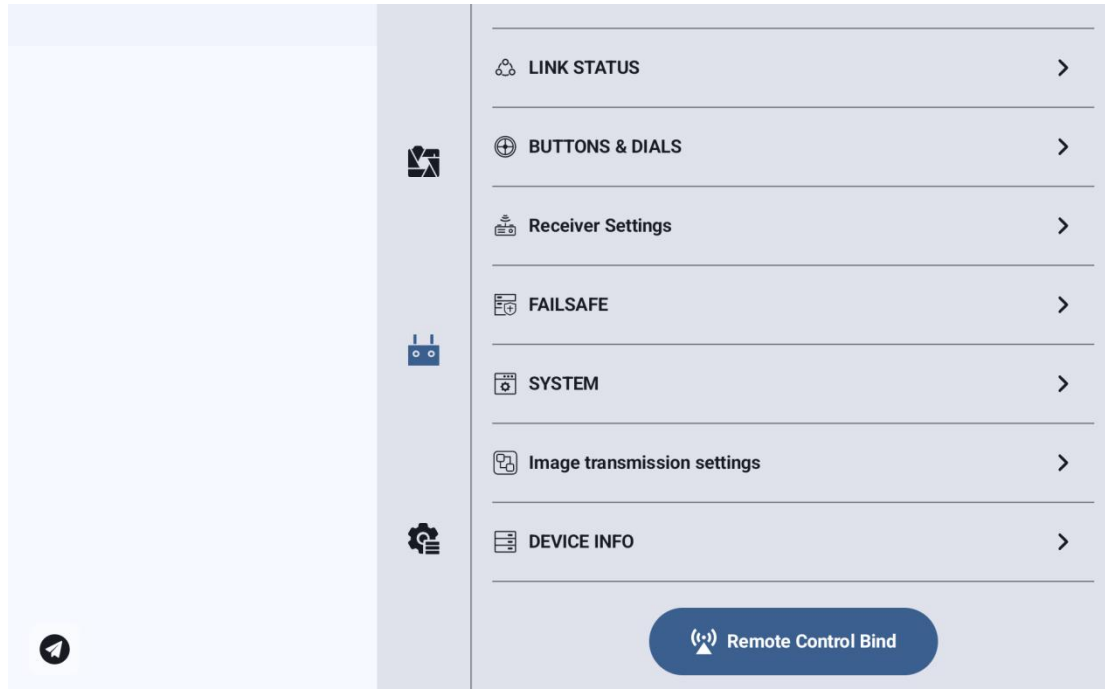 LINK STATUS
BUTTONS & DIALS
Receiver Settings
FAILSAFE
SYSTEM
Image transmission settings
DEVICE INFO
Remote Control Bind